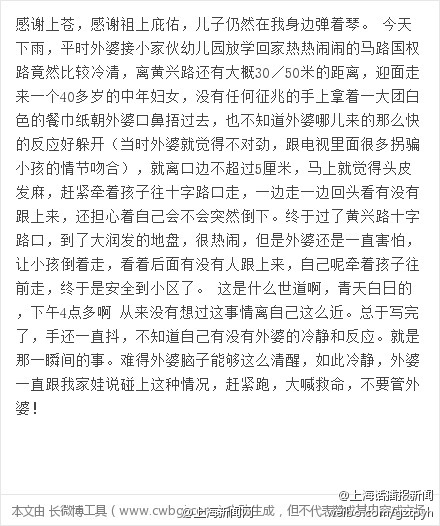 感谢上苍，感谢祖上庇佑，儿子仍然在我身边弹着琴。 今天
下雨，平时外婆接小家伙幼儿园放学回家热热闹闹的马路国权
路竟然比较冷清，离黄兴路还有大概30／50米的距离，迎面走
来一个40多岁的中年妇女，没有任何征兆的手上拿着一大团白
色的餐巾纸朝外婆口鼻捂过去，也不知道外婆哪儿来的那么快
的反应好躲开（当时外婆就觉得不对劲，跟电视里面很多拐骗
小孩的情节吻合），就离口边不超过5厘米，马上就觉得头皮
发麻，赶紧牵着孩子往十字路口走，一边走一边回头看有没有
跟上来，还担心着自己会不会突然倒下。终于过了黄兴路十字
路口，到了大润发的地盘，很热闹，但是外婆还是一直害怕，
让小孩倒着走，看着后面有没有人跟上来，自己呢牵着孩子往
前走，终于是安全到小区了。 这是什么世道啊，青天白日的
，下午4点多啊 从来没有想过这事情离自己这么近。总于写完
了，手还一直抖，不知道自己有没有外婆的冷静和反应。就是
那一瞬间的事。难得外婆脑子能够这么清醒，如此冷静，外婆
一直跟我家娃说碰上这种情况，赶紧跑，大喊救命，不要管外
婆！
@上海话播报新闻
本文由 长微博工具（www.cwbg 生成，但不代表
@上海新闻网
weibo.com/gzpyh